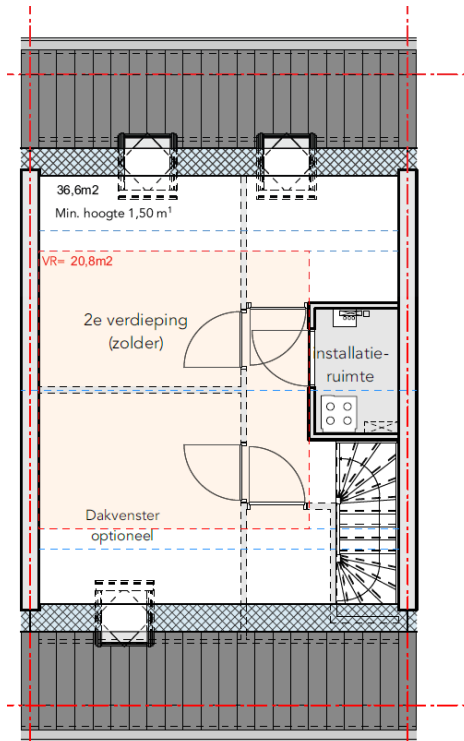 36,6m2
Min. hoogte 1,50 m¹
VR= 20,8m2
2e verdieping
(zolder)
Installatie-
ruimte
Dakvenster
optioneel